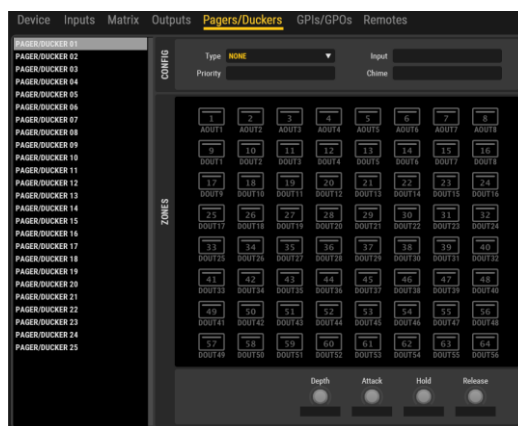 Device Inputs Matrix Outputs Pagers/Duckers GPIs/GPOs Remotes
PAGER/DUCKER 01
PAGER/DUCKER 02
PAGER/DUCKER 03
PAGER/DUCKER 04
PAGER/DUCKER 05
PAGER/DUCKER 06
PAGER/DUCKER 07
PAGER/DUCKER 08
PAGER/DUCKER 09
PAGER/DUCKER 10
PAGER/DUCKER 11
PAGER/DUCKER 12
PAGER/DUCKER 13
PAGER/DUCKER 14
PAGER/DUCKER 15
PAGER/DUCKER 16
PAGER/DUCKER 17
PAGER/DUCKER 18
PAGER/DUCKER 19
PAGER/DUCKER 20
PAGER/DUCKER 21
PAGER/DUCKER 22
PAGER/DUCKER 23
PAGER/DUCKER 24
PAGER/DUCKER 25
CONFIG
Type NONE Input
Priority Chime
ZONES
1 2 3 4 5 6 7 8
AOUT1 AOUT2 AOUT3 AOUT4 AOUT5 AOUT6 AOUT7 AOUT8
9 10 11 12 13 14 15 16
DOUT1 DOUT2 DOUT3 DOUT4 DOUT5 DOUT6 DOUT7 DOUT8
17 18 19 20 21 22 23 24
DOUT9 DOUT10 DOUT11 DOUT12 DOUT13 DOUT14 DOUT15 DOUT16
25 26 27 28 29 30 31 32
DOUT17 DOUT18 DOUT19 DOUT20 DOUT21 DOUT22 DOUT23 DOUT24
33 34 35 36 37 38 39 40
DOUT25 DOUT26 DOUT27 DOUT28 DOUT29 DOUT30 DOUT31 DOUT32
41 42 43 44 45 46 47 48
DOUT33 DOUT34 DOUT35 DOUT36 DOUT37 DOUT38 DOUT39 DOUT40
49 50 51 52 53 54 55 56
DOUT41 DOUT42 DOUT43 DOUT44 DOUT45 DOUT46 DOUT47 DOUT48
57 58 59 60 61 62 63 64
DOUT49 DOUT50 DOUT51 DOUT52 DOUT53 DOUT54 DOUT55 DOUT56
Depth Attack Hold Release